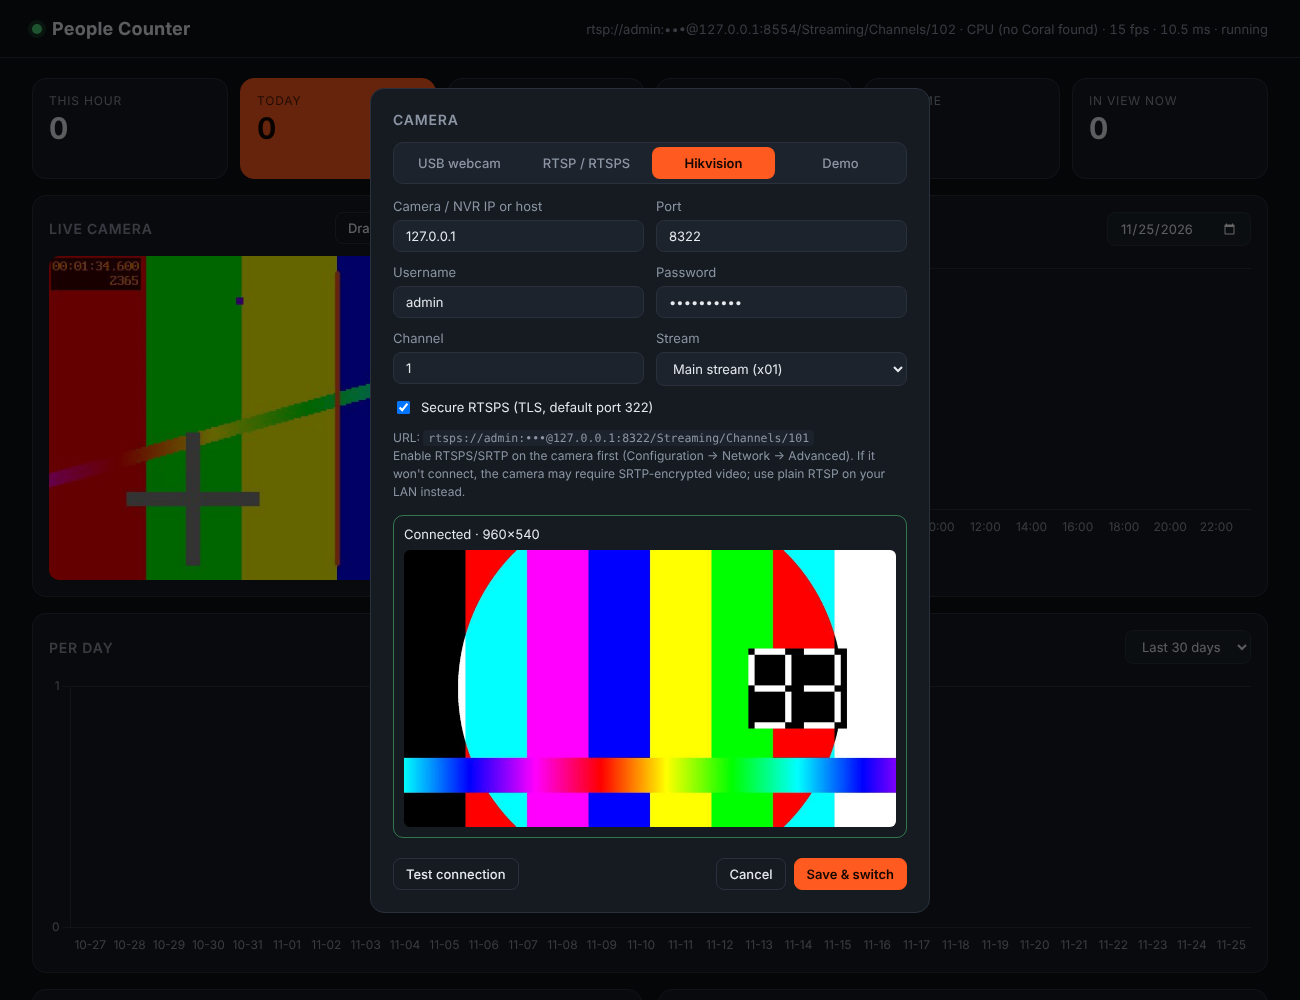 People Counter
rtsp://admin:•••@127.0.0.1:8554/Streaming/Channels/102 · CPU (no Coral found) · 15 fps · 10.5 ms · running
THIS HOUR
0
TODAY
0
IN VIEW NOW
0
LIVE CAMERA
11/25/2026
00:01:34.600
2365
CAMERA
USB webcam
RTSP / RTSPS
Hikvision
Demo
Camera / NVR IP or host
Port
127.0.0.1
8322
Username
Password
admin
••••••••••
Channel
Stream
1
Main stream (x01)
Secure RTSPS (TLS, default port 322)
URL: rtsps://admin:•••@127.0.0.1:8322/Streaming/Channels/101
Enable RTSPS/SRTP on the camera first (Configuration → Network → Advanced). If it
won't connect, the camera may require SRTP-encrypted video; use plain RTSP on your
LAN instead.
Connected · 960×540
Test connection
Cancel
Save & switch
12:00 14:00 16:00 18:00 20:00 22:00
PER DAY
Last 30 days
1
0
10-27 10-28 10-29 10-30 10-31 11-01 11-02 11-03 11-04 11-05 11-06 11-07 11-08 11-09 11-10 11-11 11-12 11-13 11-14 11-15 11-16 11-17 11-18 11-19 11-20 11-21 11-22 11-23 11-24 11-25